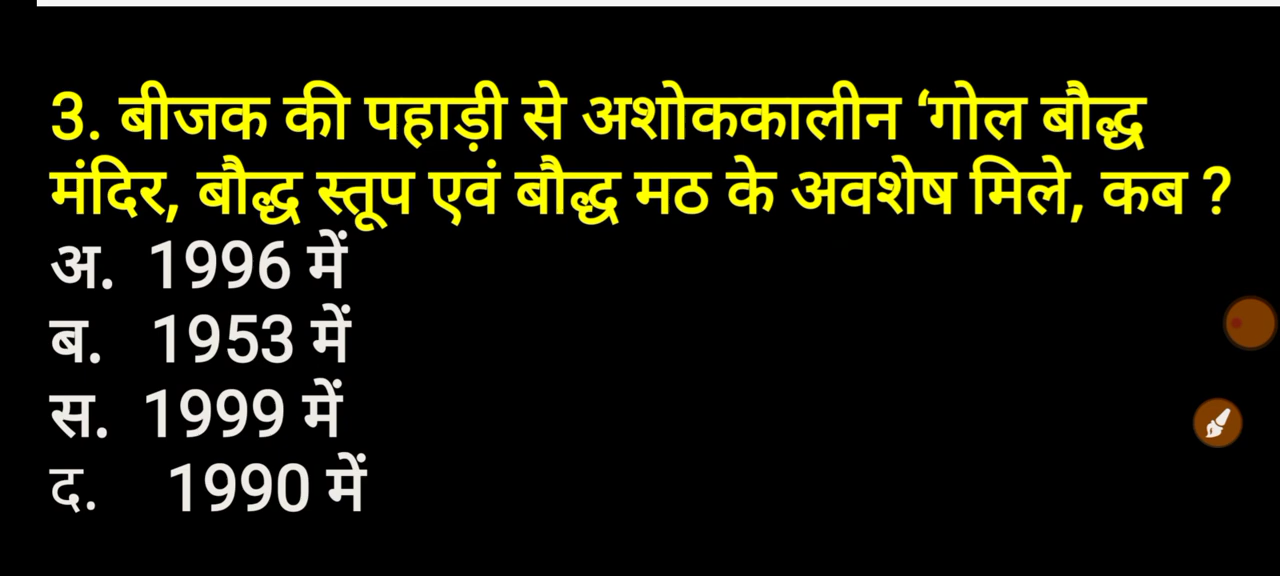 3. बीजक की पहाड़ी से अशोककालीन ‘गोल बौद्ध
मंदिर, बौद्ध स्तूप एवं बौद्ध मठ के अवशेष मिले, कब ?
अ. 1996 में
ब. 1953 में
स. 1999 में
द. 1990 में